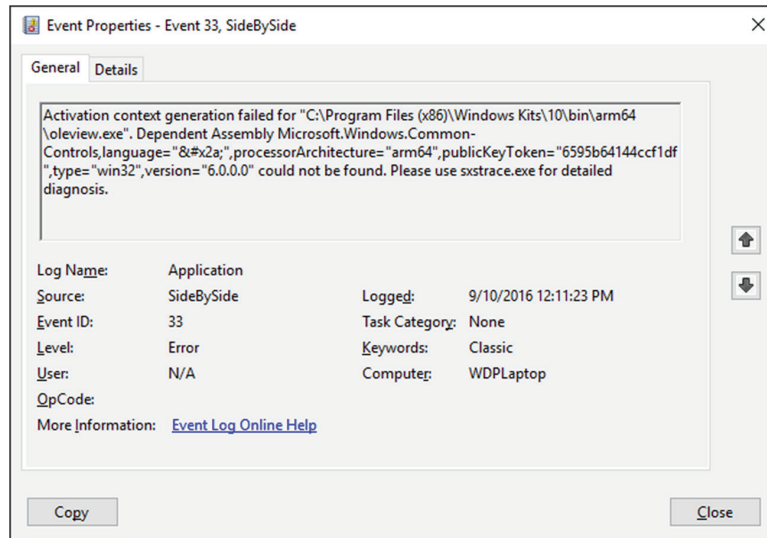 Event Properties - Event 33, SideBySide
General Details
Activation context generation failed for "C:\Program Files (x86)\Windows Kits\10\bin\arm64
\oleview.exe". Dependent Assembly Microsoft.Windows.Common-
Controls,language="&#x2a;",processorArchitecture="arm64",publicKeyToken="6595b64144ccf1df
",type="win32",version="6.0.0.0" could not be found. Please use sxstrace.exe for detailed
diagnosis.
Log Name: Application
Source: SideBySide Logged: 9/10/2016 12:11:23 PM
Event ID: 33 Task Category: None
Level: Error Keywords: Classic
User: N/A Computer: WDPLaptop
OpCode:
More Information: Event Log Online Help
Copy Close